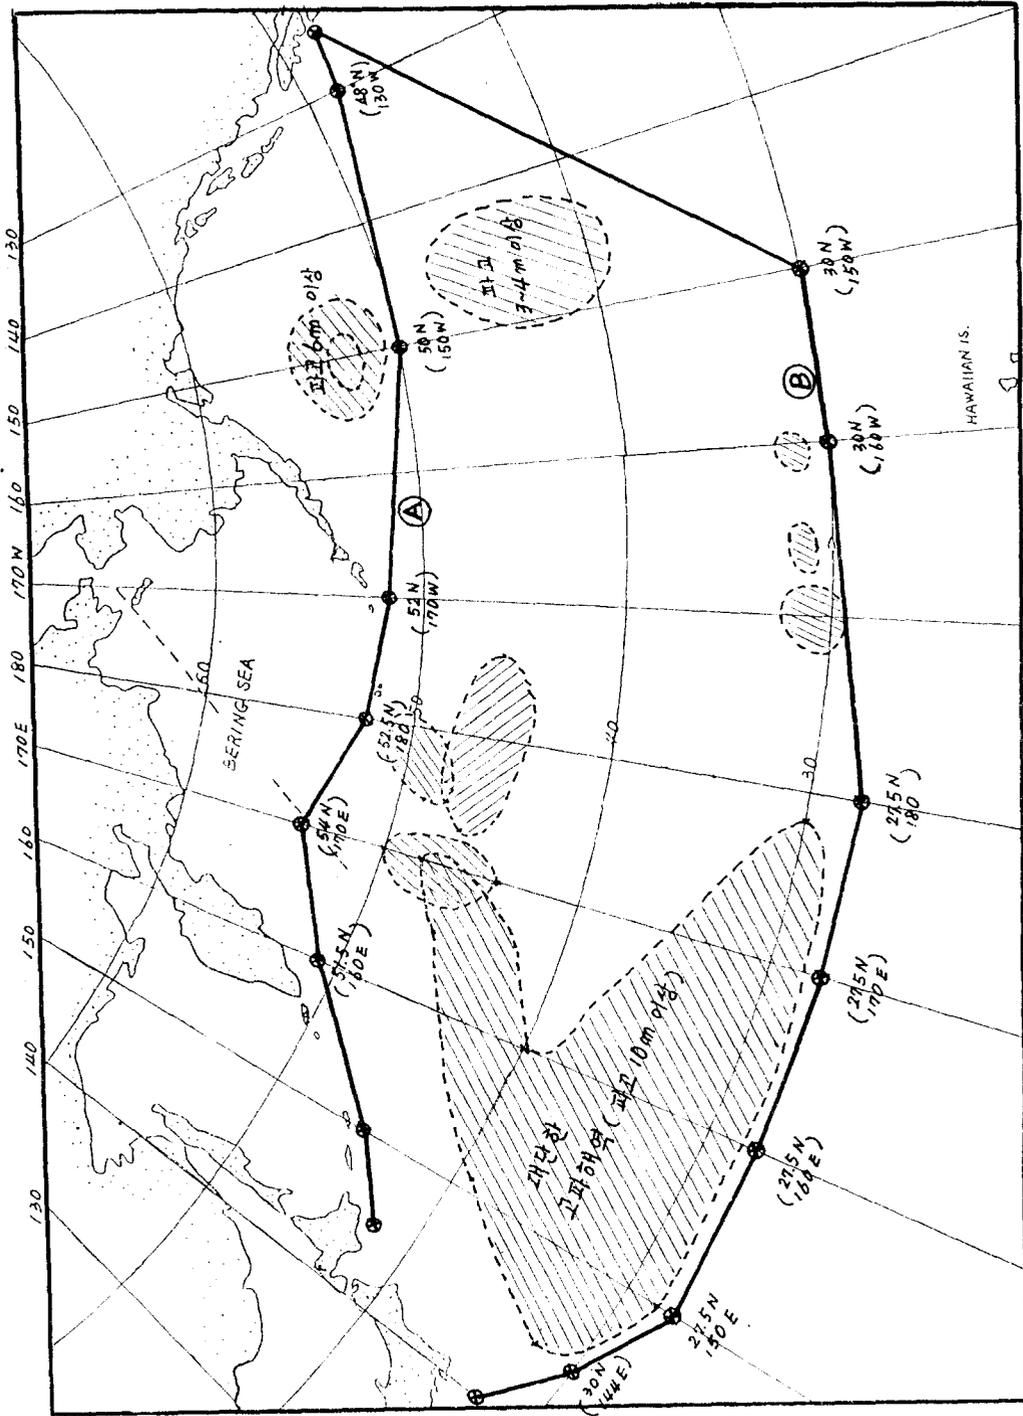 130
140
150
160
170W
180
170E
160
150
140
130
60
50
40
30
BERING SEA
HAWAIIAN IS.
Ⓐ
(48°N
130W)
(50N
150W)
(52N
170W)
(52.5N
180)
(54N
170E)
(51.5N
160E)
파고 6m 이상
파고
3~4m 이상
대단한
고파해역 (파고 10m 이상)
Ⓑ
(30N
150W)
(30N
160W)
(27.5N
180)
(27.5N
170E)
(27.5N
160E)
27.5N
150E
(30N
144E)